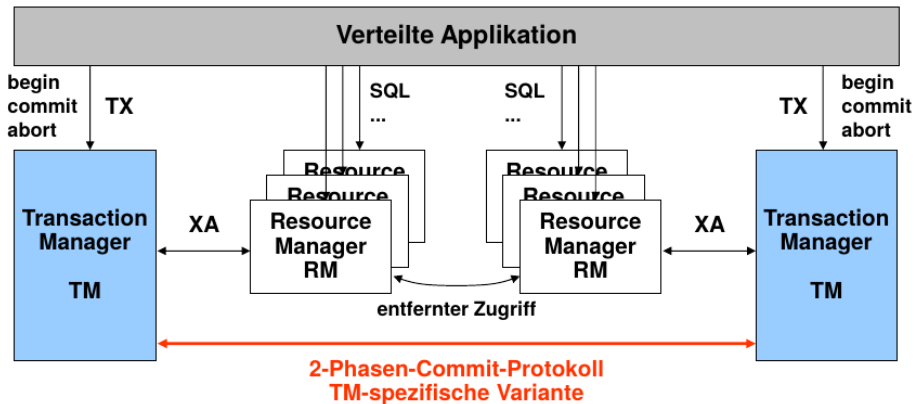 Verteilte Applikation
begin
commit
abort
TX
SQL
...
SQL
...
TX
begin
commit
abort
Resource
Resource
Resource
Manager
RM
Resource
Resource
Resource
Manager
RM
Transaction
Manager
TM
XA
XA
Transaction
Manager
TM
entfernter Zugriff
2-Phasen-Commit-Protokoll
TM-spezifische Variante